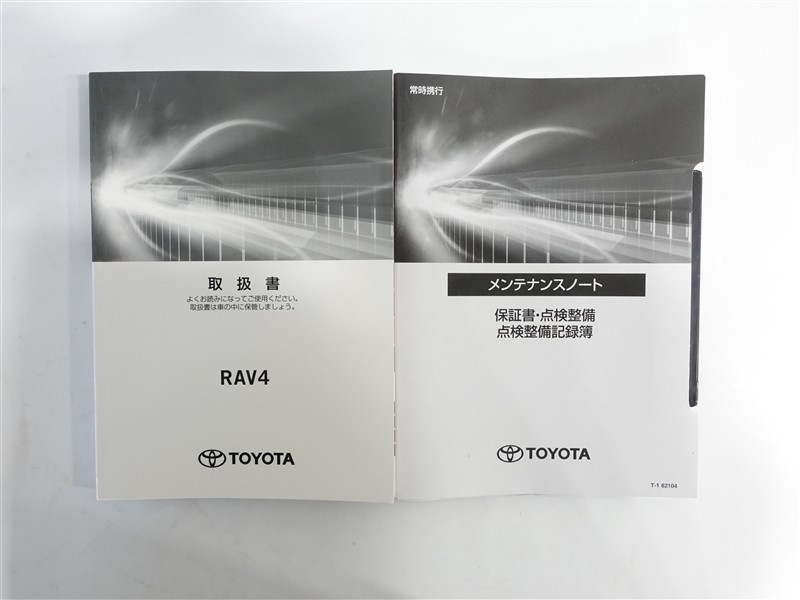 取扱書
よくお読みになってご使用ください。
取扱書は車の中に保管しましょう。
RAV4
TOYOTA
常時携行
メンテナンスノート
保証書・点検整備
点検整備記録簿
TOYOTA
T-1 62104